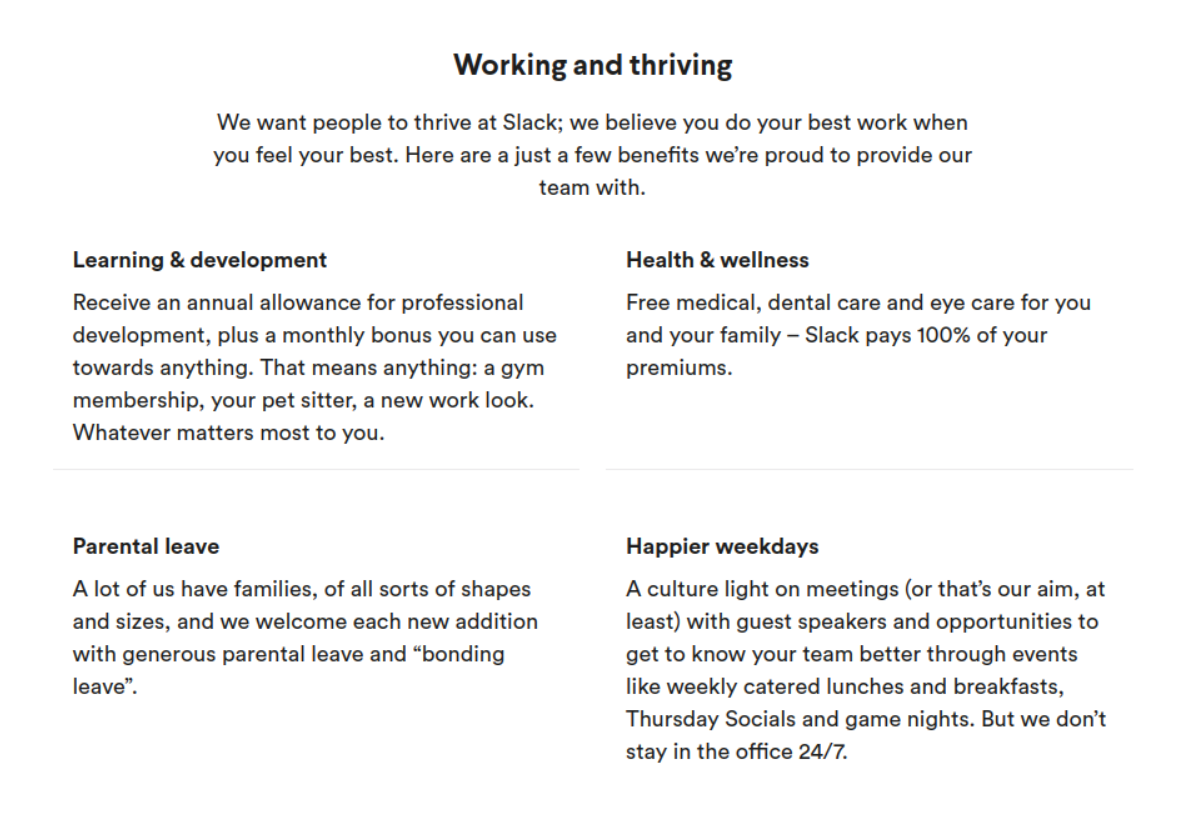 Working and thriving
We want people to thrive at Slack; we believe you do your best work when
you feel your best. Here are a just a few benefits we’re proud to provide our
team with.
Learning & development
Receive an annual allowance for professional
development, plus a monthly bonus you can use
towards anything. That means anything: a gym
membership, your pet sitter, a new work look.
Whatever matters most to you.
Health & wellness
Free medical, dental care and eye care for you
and your family – Slack pays 100% of your
premiums.
Parental leave
A lot of us have families, of all sorts of shapes
and sizes, and we welcome each new addition
with generous parental leave and “bonding
leave”.
Happier weekdays
A culture light on meetings (or that’s our aim, at
least) with guest speakers and opportunities to
get to know your team better through events
like weekly catered lunches and breakfasts,
Thursday Socials and game nights. But we don’t
stay in the office 24/7.